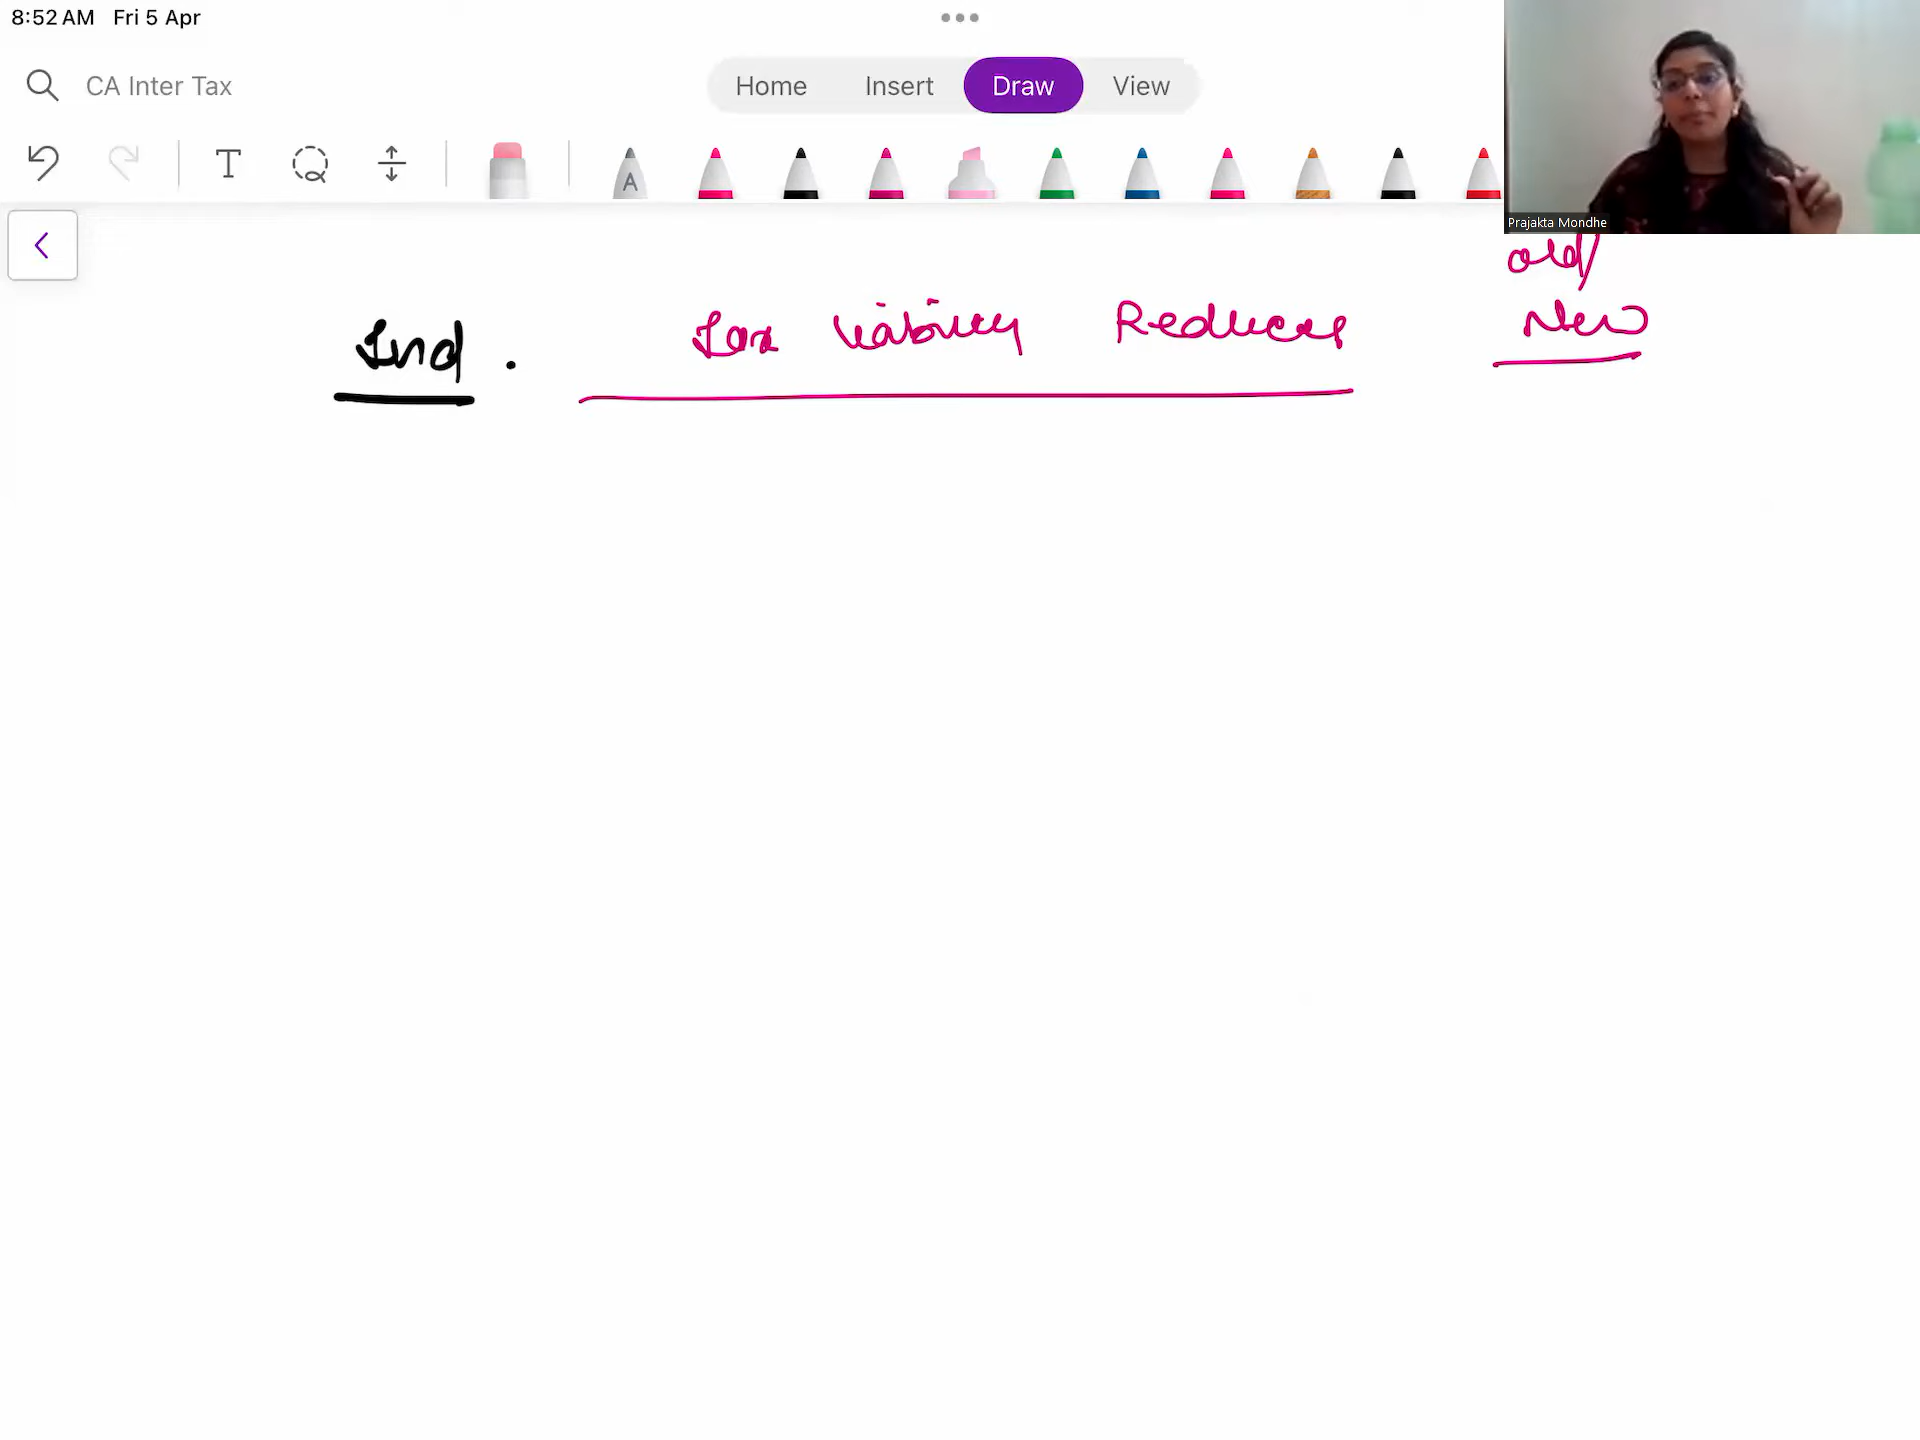 8:52 AM Fri 5 Apr
CA Inter Tax
Home Insert Draw View
T
A
Prajakta Mondhe
old/
Ind . Tax liability Reduces New